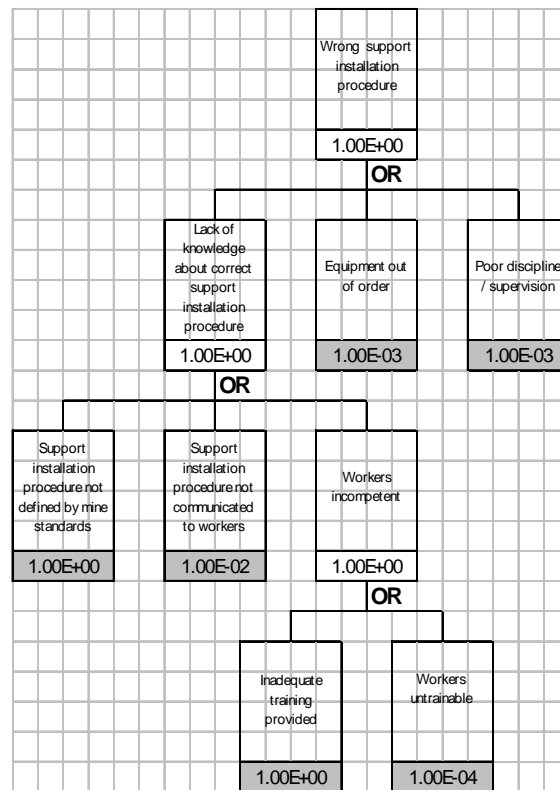 Wrong support
installation
procedure
1.00E+00
OR
Lack of
knowledge
about correct
support
installation
procedure
1.00E+00
Equipment out
of order
1.00E-03
Poor discipline
/ supervision
1.00E-03
OR
Support
installation
procedure not
defined by mine
standards
1.00E+00
Support
installation
procedure not
communicated
to workers
1.00E-02
Workers
incompetent
1.00E+00
OR
Inadequate
training
provided
1.00E+00
Workers
untrainable
1.00E-04